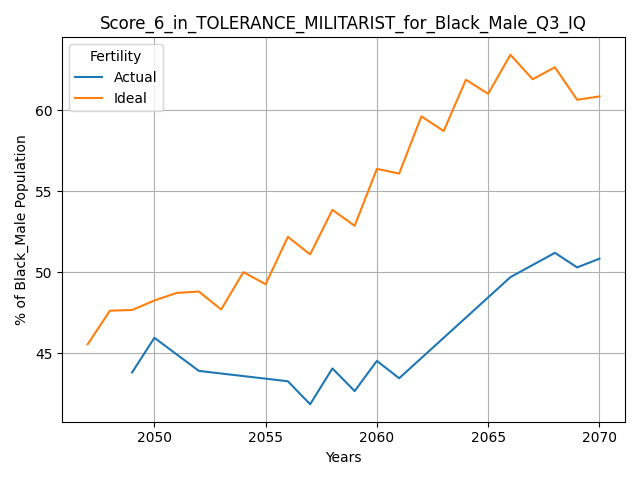 Score_6_in_TOLERANCE_MILITARIST_for_Black_Male_Q3_IQ
Fertility
Actual
Ideal
% of Black_Male Population
60
55
50
45
2050 2055 2060 2065 2070
Years